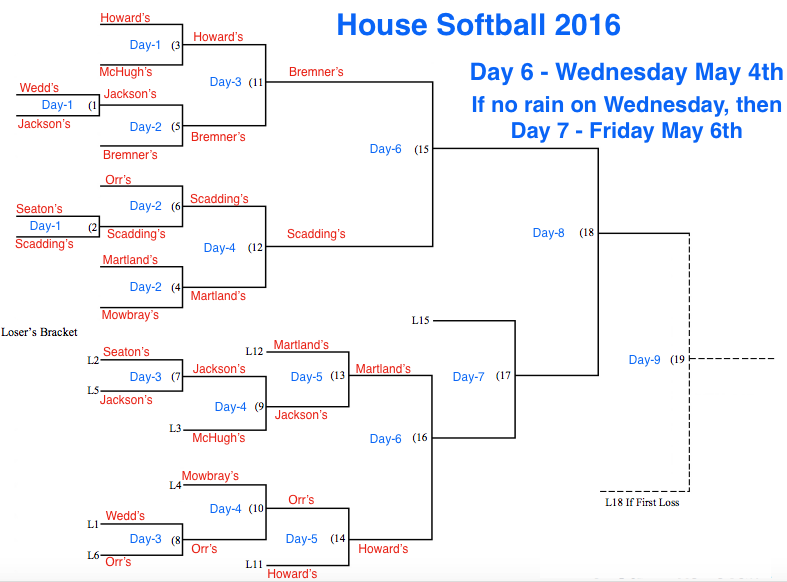 House Softball 2016
Day 6 - Wednesday May 4th
If no rain on Wednesday, then
Day 7 - Friday May 6th
Howard's
Day-1 (3
Howard's
McHugh's
Day-3 (11
Bremner's
Wedd's
Jackson's
Day-1 (1
Jackson's
Day-2 (5
Bremner's
Bremner's
Day-6 (15
Orr's
Day-2 (6
Scadding's
Seaton's
Day-1 (2
Scadding's
Scadding's
Scadding's
Day-4 (12
Day-8 (18
Martland's
Day-2 (4
Martland's
Mowbray's
Loser's Bracket
L15
L12 Martland's
L2 Seaton's
Day-3 (7
Jackson's
L5
Jackson's
Day-5 (13
Martland's
Day-7 (17
Day-9 (19
Day-4 (9
Jackson's
L3
McHugh's
Day-6 (16
Mowbray's
L4
Day-4 (10
Orr's
L1 Wedd's
Day-3 (8
Orr's
L6
Orr's
Day-5 (14
Howard's
L11
Howard's
L18 If First Loss